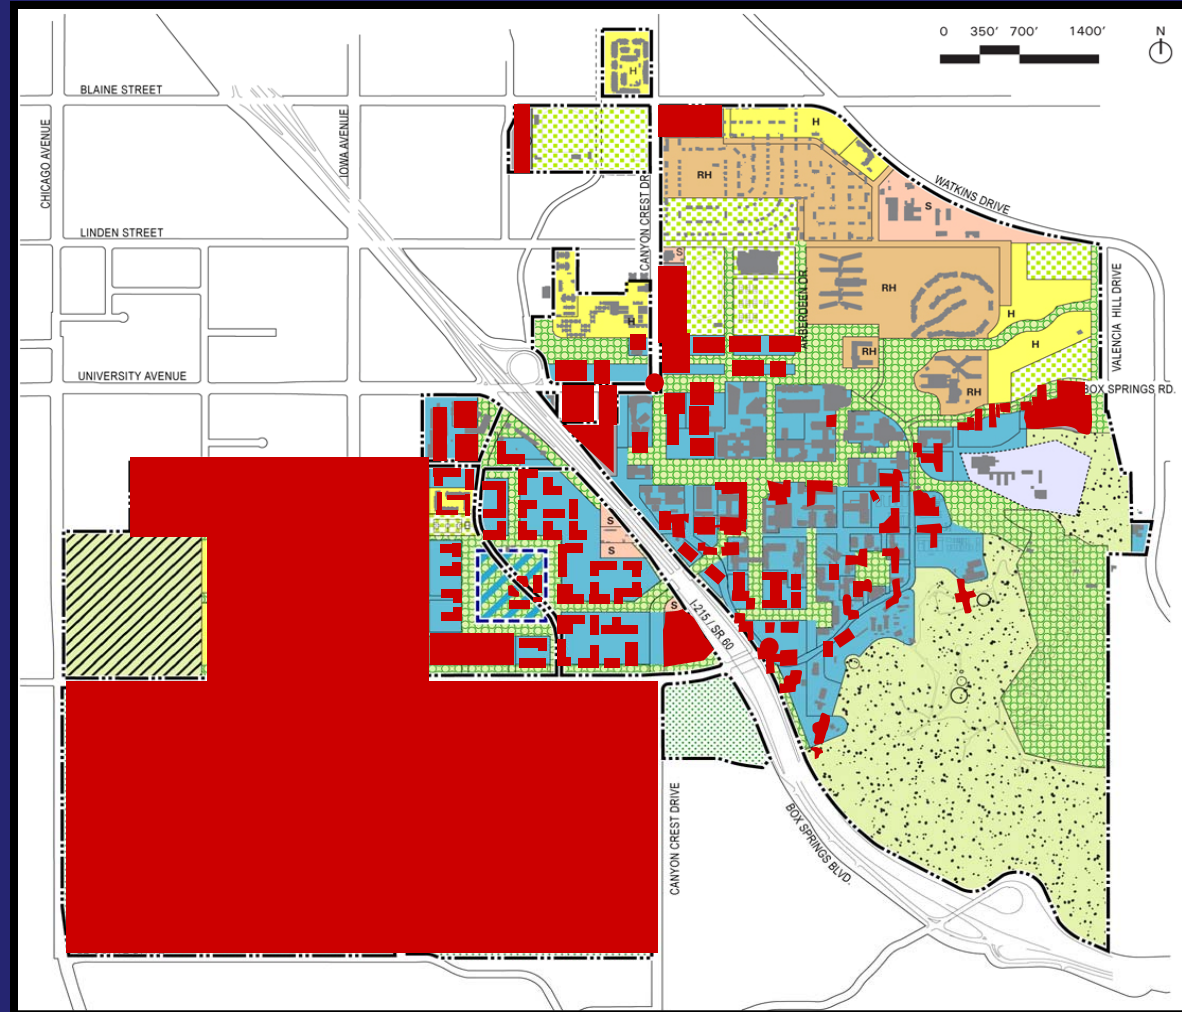 0 350' 700' 1400'
N
BLAINE STREET
H
CHICAGO AVENUE
IOWA AVENUE
H
CANYON CREST DR
RH
WATKINS DRIVE
S
LINDEN STREET
S
ARBERDEEN DR
RH
VALENCIA HILL DRIVE
H
H
H
RH
UNIVERSITY AVENUE
RH
BOX SPRINGS RD.
S
S
S
I-215 / SR 60
CANYON CREST DRIVE
BOX SPRINGS BLVD.